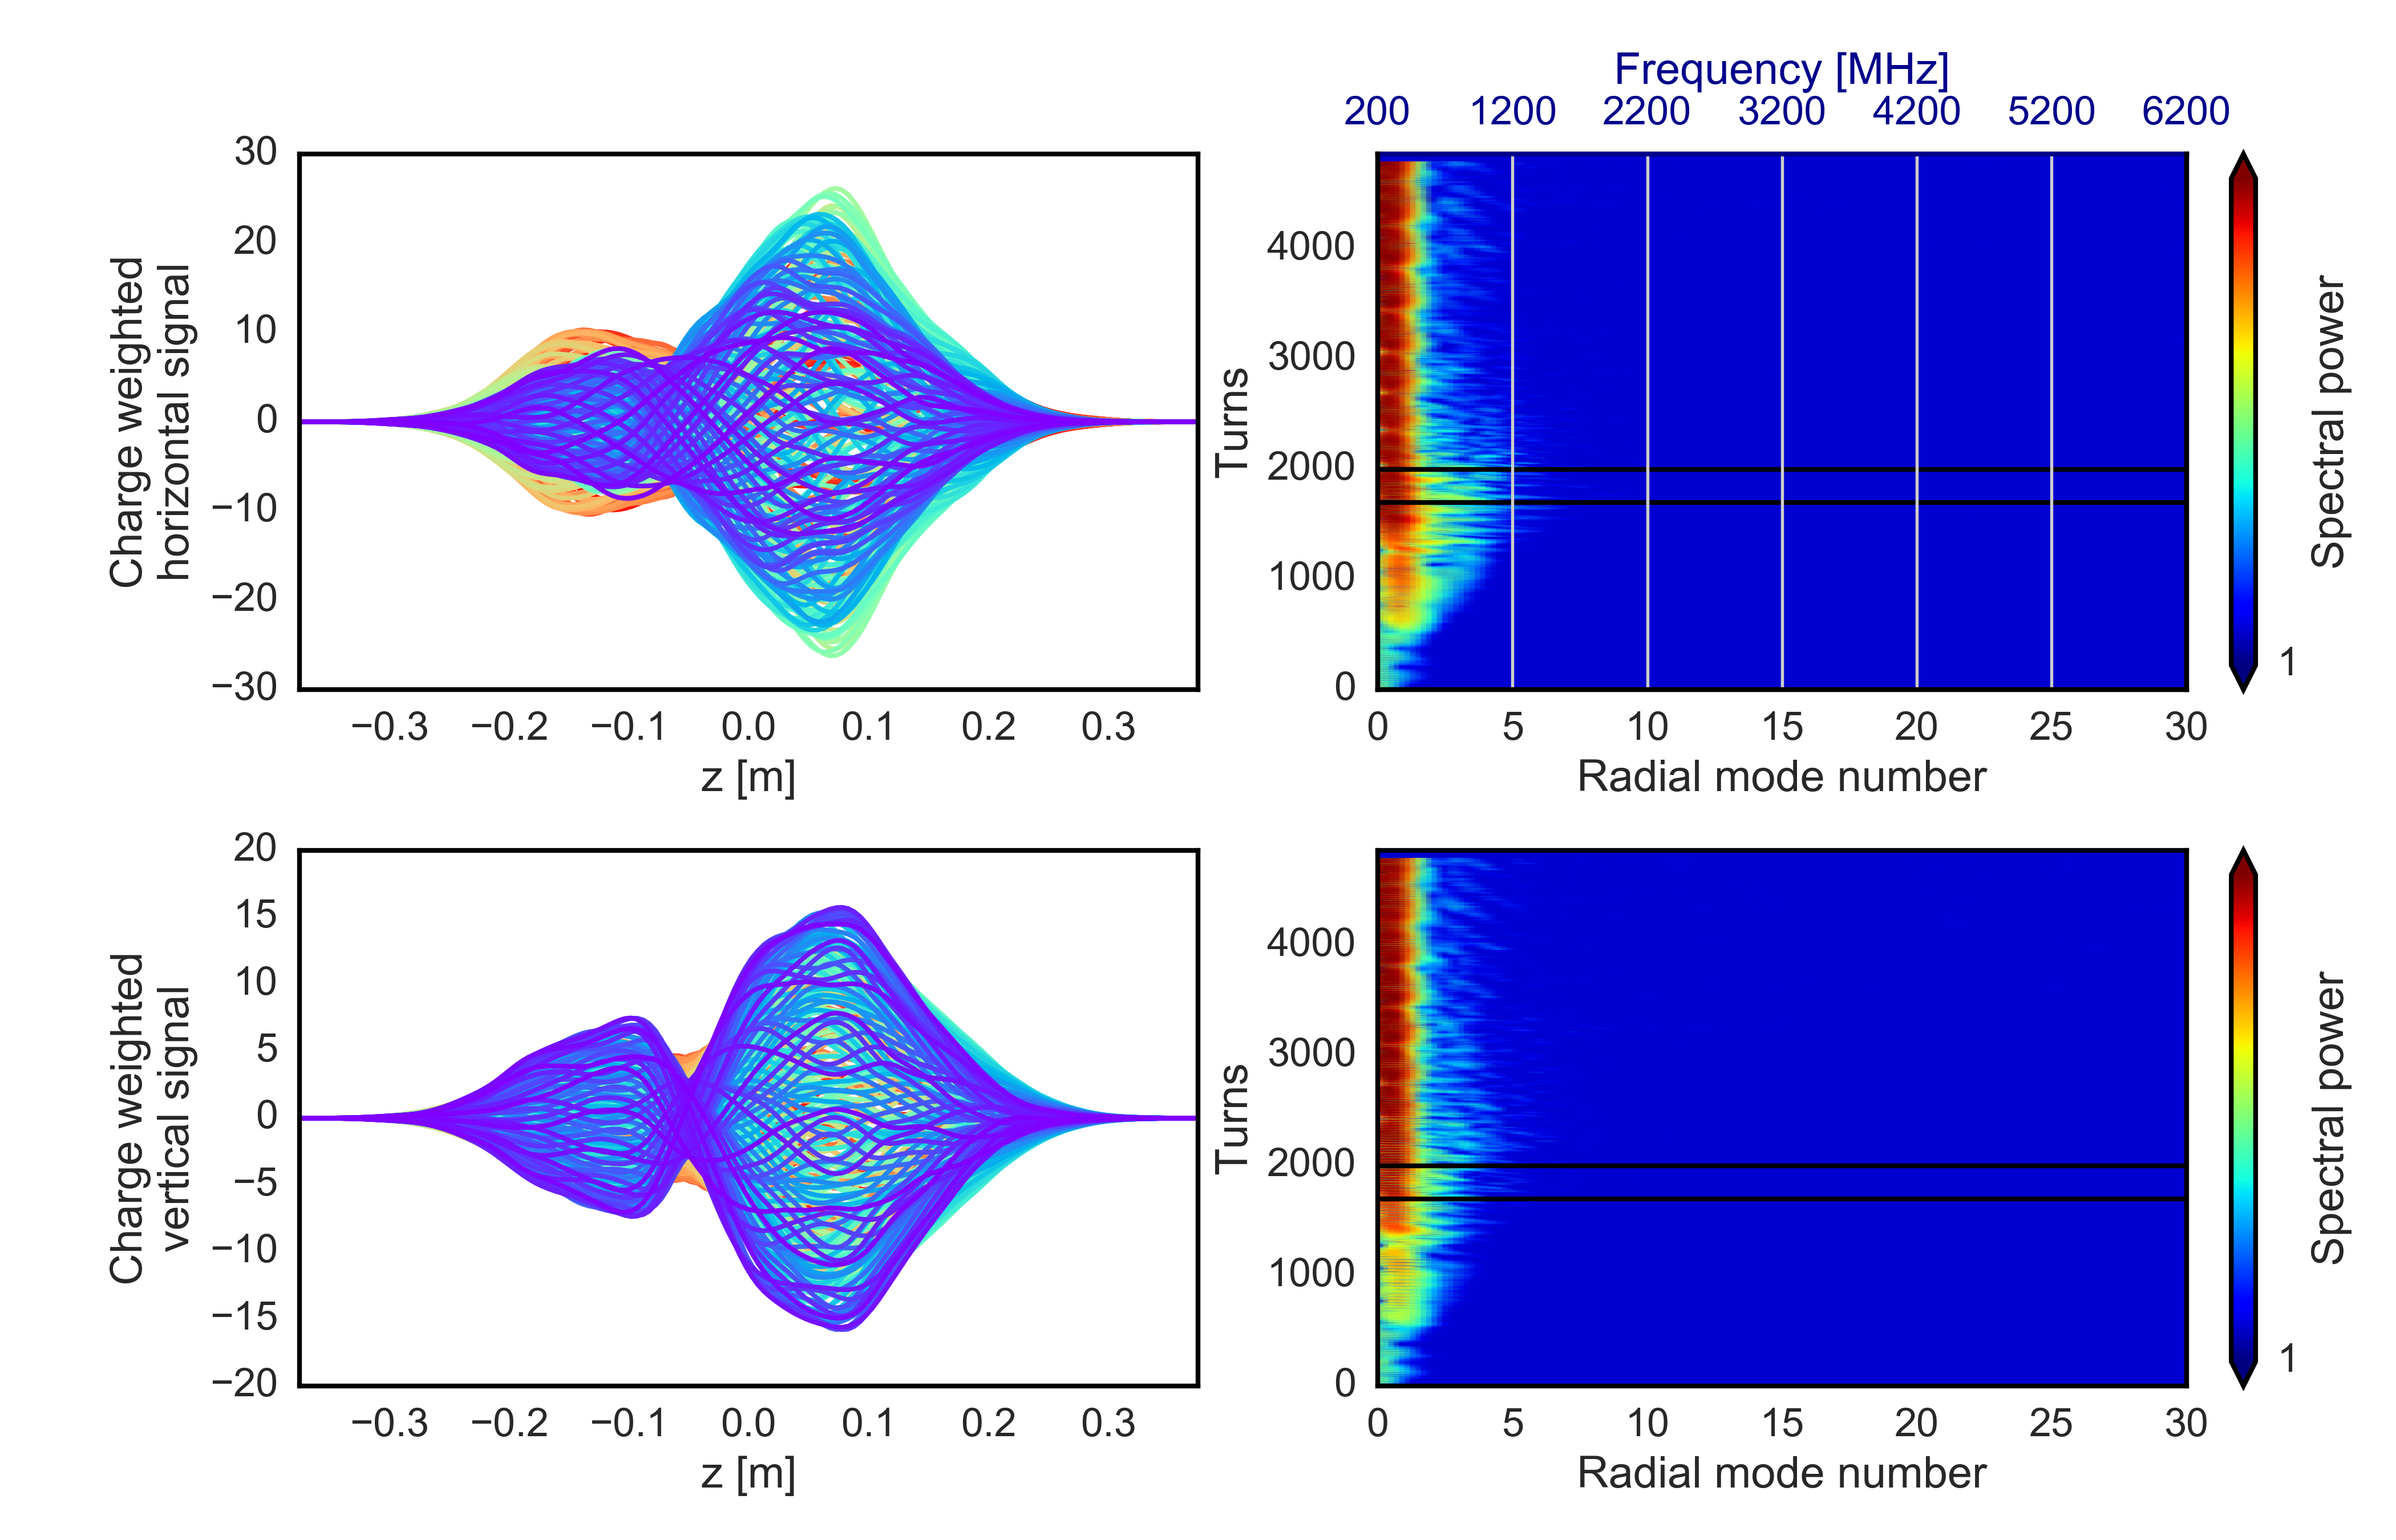 Frequency [MHz]
200 1200 2200 3200 4200 5200 6200
30
20
10
0
−10
−20
−30
Charge weighted
horizontal signal
−0.3 −0.2 −0.1 0.0 0.1 0.2 0.3
z [m]
4000
3000
2000
1000
0
Turns
0 5 10 15 20 25 30
Radial mode number
1
Spectral power
20
15
10
5
0
−5
−10
−15
−20
Charge weighted
vertical signal
−0.3 −0.2 −0.1 0.0 0.1 0.2 0.3
z [m]
4000
3000
2000
1000
0
Turns
0 5 10 15 20 25 30
Radial mode number
1
Spectral power